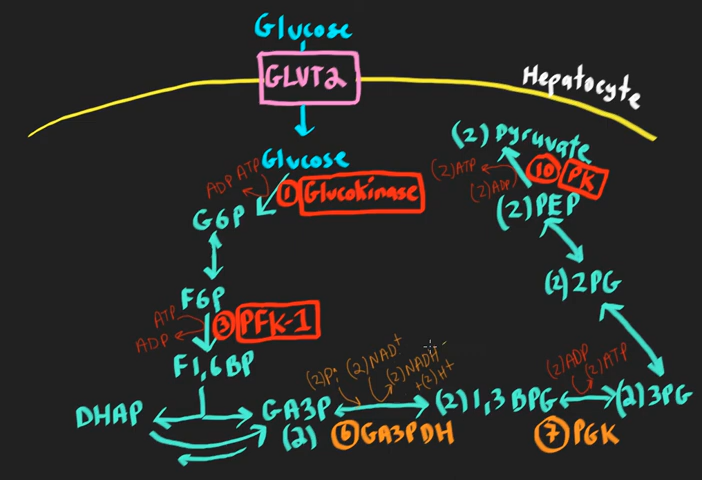 Glucose
GLUT2
Hepatocyte
Glucose
ADP ATP
① Glucokinase
G6P
F6P
ATP
ADP
③ PFK-1
F1,6BP
DHAP
GA3P
(2)
(2)Pi (2)NAD+
(2)NADH
+(2)H+
⑥ GA3PDH
(2)1,3BPG
(2)ADP
(2)ATP
⑦ PGK
(2)3PG
(2)2PG
(2)PEP
(2)ADP
(2)ATP
⑩ PK
(2)Pyruvate